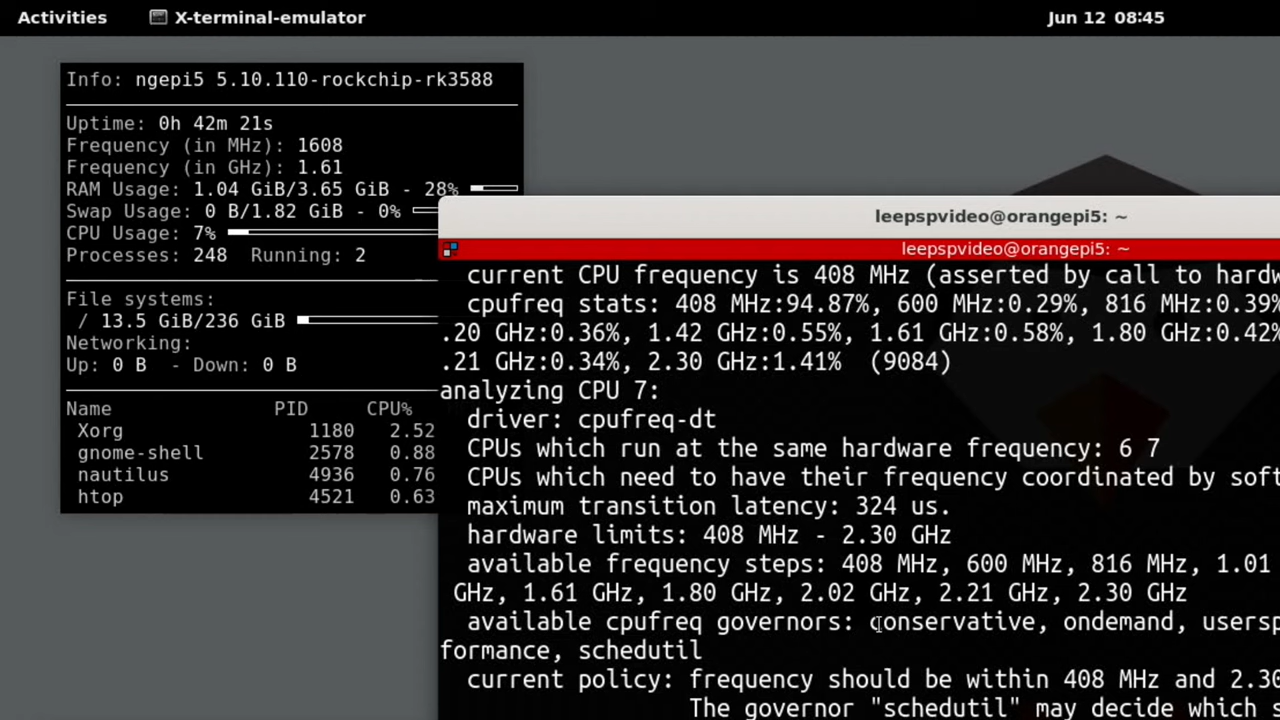 Activities X-terminal-emulator Jun 12 08:45
Info: ngepi5 5.10.110-rockchip-rk3588
Uptime: 0h 42m 21s
Frequency (in MHz): 1608
Frequency (in GHz): 1.61
RAM Usage: 1.04 GiB/3.65 GiB - 28%
Swap Usage: 0 B/1.82 GiB - 0%
CPU Usage: 7%
Processes: 248 Running: 2
File systems:
/ 13.5 GiB/236 GiB
Networking:
Up: 0 B - Down: 0 B
Name PID CPU%
Xorg 1180 2.52
gnome-shell 2578 0.88
nautilus 4936 0.76
htop 4521 0.63
leepspvideo@orangepi5: ~
leepspvideo@orangepi5: ~
current CPU frequency is 408 MHz (asserted by call to hardw
cpufreq stats: 408 MHz:94.87%, 600 MHz:0.29%, 816 MHz:0.39%
.20 GHz:0.36%, 1.42 GHz:0.55%, 1.61 GHz:0.58%, 1.80 GHz:0.42%
.21 GHz:0.34%, 2.30 GHz:1.41% (9084)
analyzing CPU 7:
driver: cpufreq-dt
CPUs which run at the same hardware frequency: 6 7
CPUs which need to have their frequency coordinated by soft
maximum transition latency: 324 us.
hardware limits: 408 MHz - 2.30 GHz
available frequency steps: 408 MHz, 600 MHz, 816 MHz, 1.01
GHz, 1.61 GHz, 1.80 GHz, 2.02 GHz, 2.21 GHz, 2.30 GHz
available cpufreq governors: conservative, ondemand, usersp
formance, schedutil
current policy: frequency should be within 408 MHz and 2.30
The governor "schedutil" may decide which s